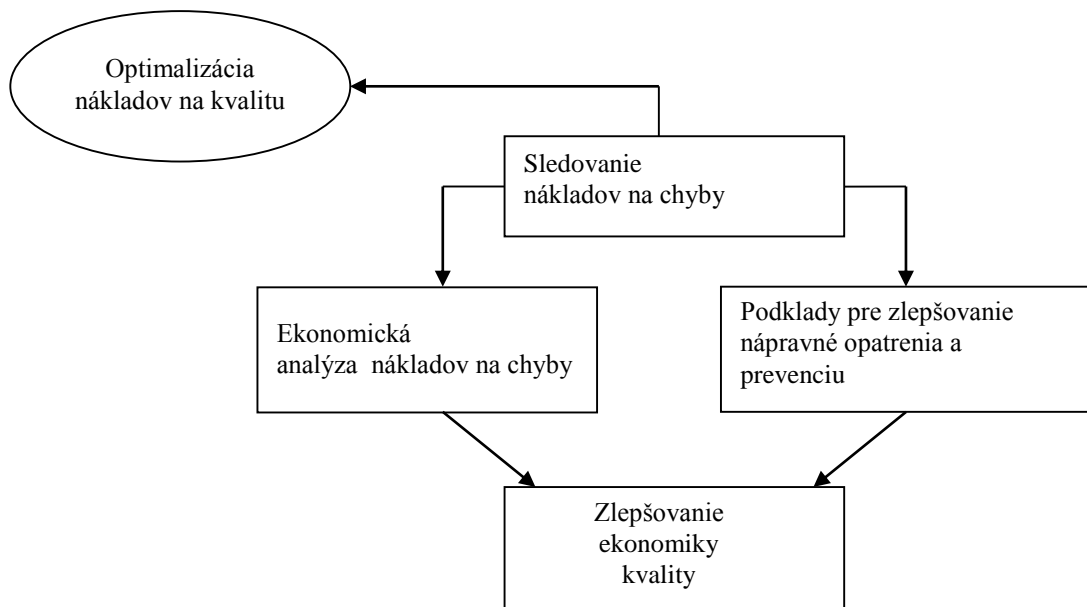 Optimalizácia
nákladov na kvalitu
Sledovanie
nákladov na chyby
Ekonomická
analýza nákladov na chyby
Podklady pre zlepšovanie
nápravné opatrenia a
prevenciu
Zlepšovanie
ekonomiky
kvality